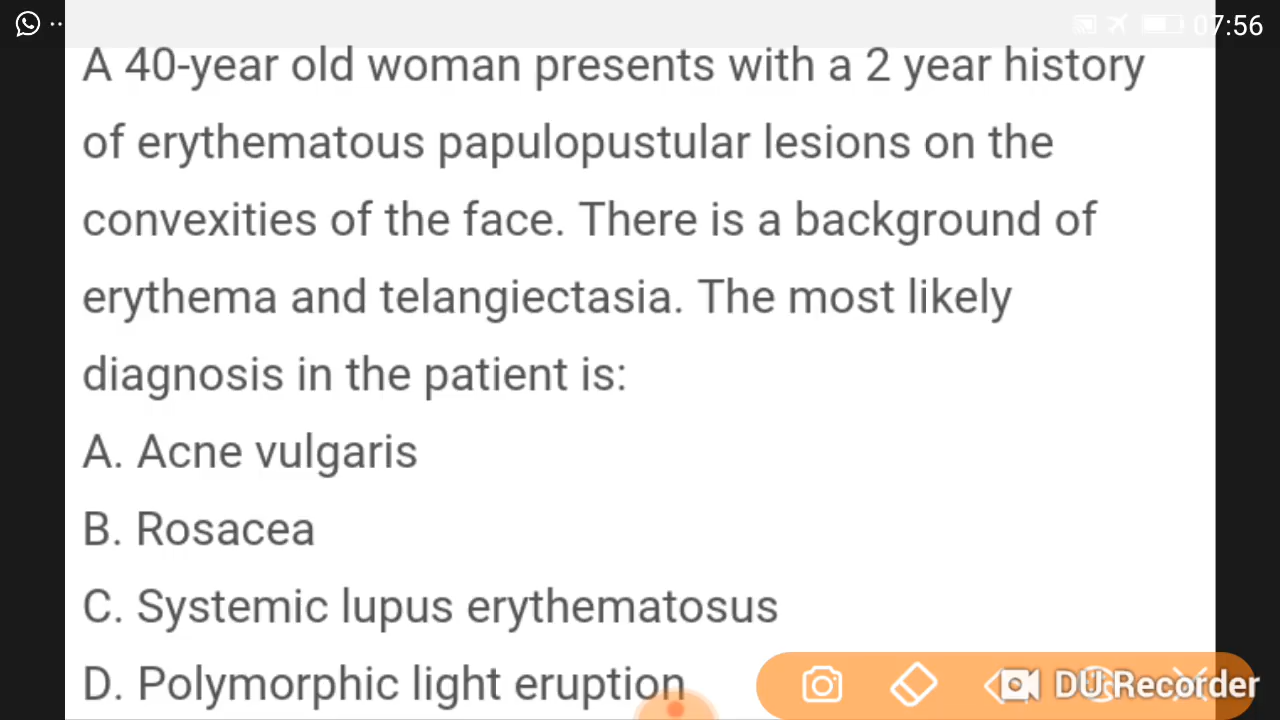 07:56
A 40-year old woman presents with a 2 year history
of erythematous papulopustular lesions on the
convexities of the face. There is a background of
erythema and telangiectasia. The most likely
diagnosis in the patient is:
A. Acne vulgaris
B. Rosacea
C. Systemic lupus erythematosus
D. Polymorphic light eruption
DU Recorder